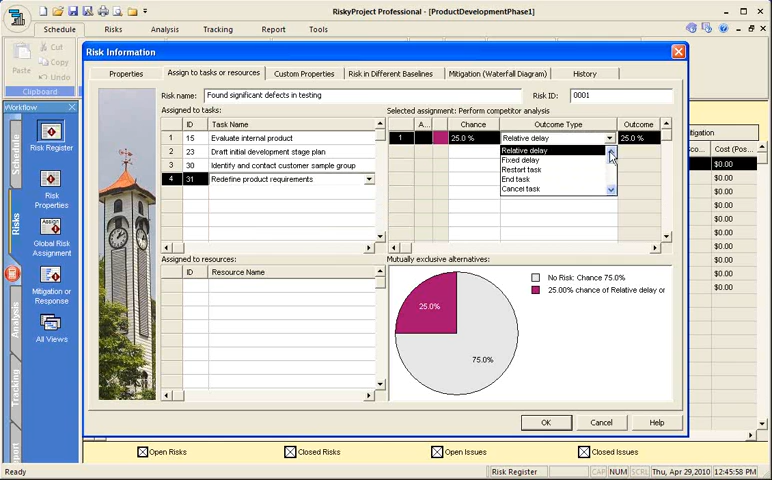 RiskyProject Professional - [ProductDevelopmentPhase1]
Schedule Risks Analysis Tracking Report Tools
Paste
Cut
Copy
Undo
Clipboard
Workflow
Risk Register
Risk Properties
Global Risk Assignment
Mitigation or Response
All Views
Schedule
Risks
Analysis
Tracking
Risk Information
Properties Assign to tasks or resources Custom Properties Risk in Different Baselines Mitigation (Waterfall Diagram) History
Risk name: Found significant defects in testing Risk ID: 0001
Assigned to tasks: Selected assignment: Perform competitor analysis
ID Task Name
1 15 Evaluate internal product
2 23 Draft initial development stage plan
3 30 Identify and contact customer sample group
4 31 Redefine product requirements
A... Chance Outcome Type Outcome
1 25.0 % Relative delay 25.0 %
Relative delay
Fixed delay
Restart task
End task
Cancel task
Assigned to resources:
ID Resource Name
Mutually exclusive alternatives:
25.0%
75.0%
No Risk: Chance 75.0%
25.00% chance of Relative delay or
OK Cancel Help
itigation
Sco... Cost (Pos...
$0.00
$0.00
$0.00
$0.00
$0.00
$0.00
$0.00
$0.00
$0.00
$0.00
Open Risks Closed Risks Open Issues Closed Issues
Ready Risk Register CAP NUM SCRL Thu, Apr 29,2010 12:45:58 PM